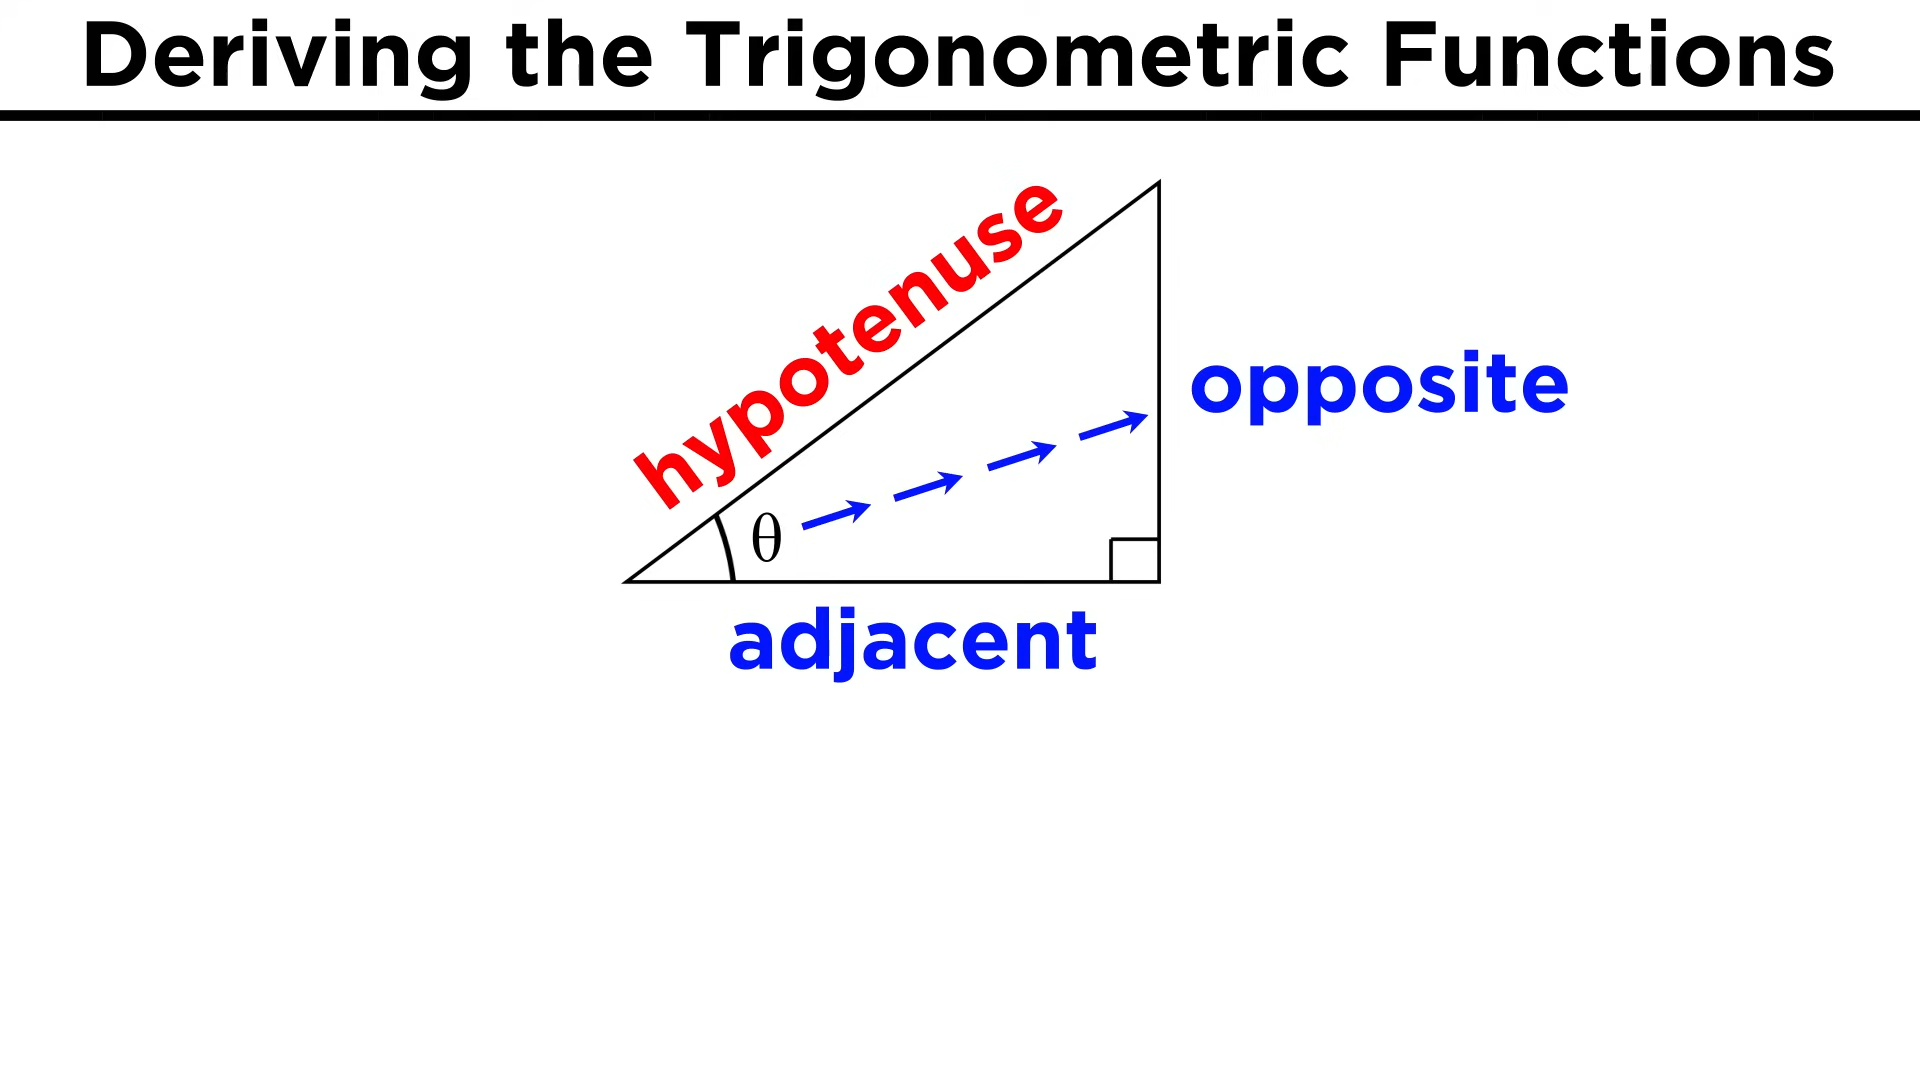 Deriving the Trigonometric Functions
hypotenuse
opposite
θ
adjacent